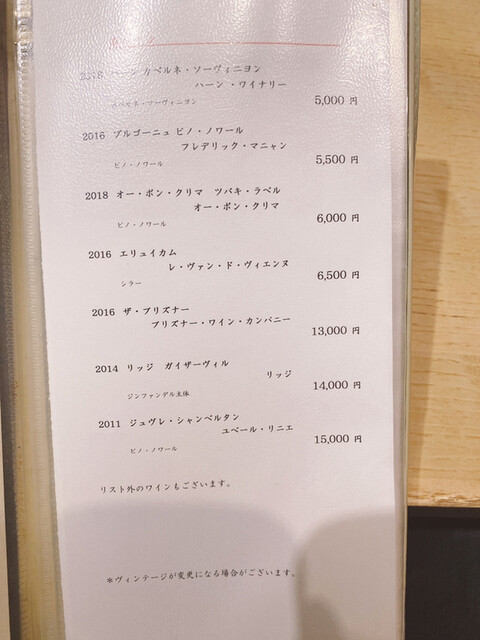 2018 ハーン カベルネ・ソーヴィニヨン
ハーン・ワイナリー
カベルネ・ソーヴィニヨン
5,000 円
2016 ブルゴーニュ ピノ・ノワール
フレデリック・マニャン
ピノ・ノワール
5,500 円
2018 オー・ボン・クリマ ツバキ・ラベル
オー・ボン・クリマ
ピノ・ノワール
6,000 円
2016 エリュイカム
レ・ヴァン・ド・ヴィエンヌ
シラー
6,500 円
2016 ザ・プリズナー
プリズナー・ワイン・カンパニー
13,000 円
2014 リッジ ガイザーヴィル
リッジ
ジンファンデル主体
14,000 円
2011 ジュヴレ・シャンベルタン
ユベール・リニエ
ピノ・ノワール
15,000 円
リスト外のワインもございます。
*ヴィンテージが変更になる場合がございます。